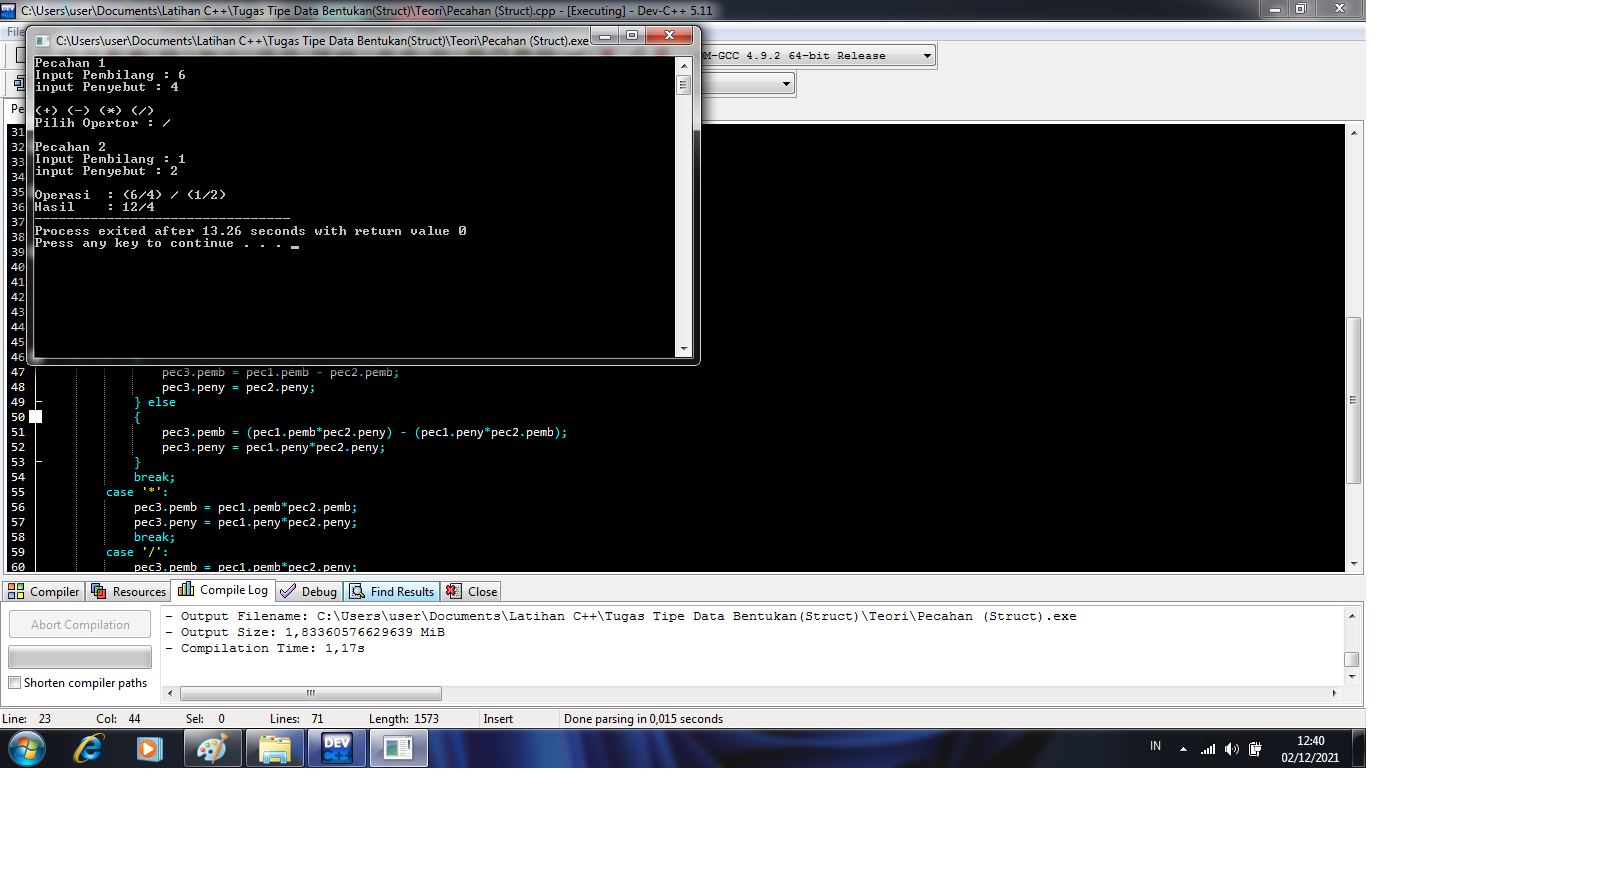 C:\Users\user\Documents\Latihan C++\Tugas Tipe Data Bentukan(Struct)\Teori\Pecahan (Struct).cpp - [Executing] - Dev-C++ 5.11
C:\Users\user\Documents\Latihan C++\Tugas Tipe Data Bentukan(Struct)\Teori\Pecahan (Struct).exe
4.9.2 64-bit Release
Pecahan 1
Input Pembilang : 6
input Penyebut : 4
(+) (-) (*) (/)
Pilih Opertor : /
Pecahan 2
Input Pembilang : 1
input Penyebut : 2
Operasi  : (6/4) / (1/2)
Hasil    : 12/4
--------------------------------
Process exited after 13.26 seconds with return value 0
Press any key to continue . . . _
31
32
33
34
35
36
37
38
39
40
41
42
43
44
45
46
47 pec3.pemb = pec1.pemb - pec2.pemb;
48 pec3.peny = pec2.peny;
49 } else
50 {
51 pec3.pemb = (pec1.pemb*pec2.peny) - (pec1.peny*pec2.pemb);
52 pec3.peny = pec1.peny*pec2.peny;
53 }
54 break;
55 case '*':
56 pec3.pemb = pec1.pemb*pec2.pemb;
57 pec3.peny = pec1.peny*pec2.peny;
58 break;
59 case '/':
60 pec3.pemb = pec1.pemb*pec2.peny;
Compiler Resources Compile Log Debug Find Results Close
Abort Compilation
Shorten compiler paths
- Output Filename: C:\Users\user\Documents\Latihan C++\Tugas Tipe Data Bentukan(Struct)\Teori\Pecahan (Struct).exe
- Output Size: 1,83360576629639 MiB
- Compilation Time: 1,17s
Line: 23 Col: 44 Sel: 0 Lines: 71 Length: 1573 Insert Done parsing in 0,015 seconds
DEV C++
IN
12:40
02/12/2021